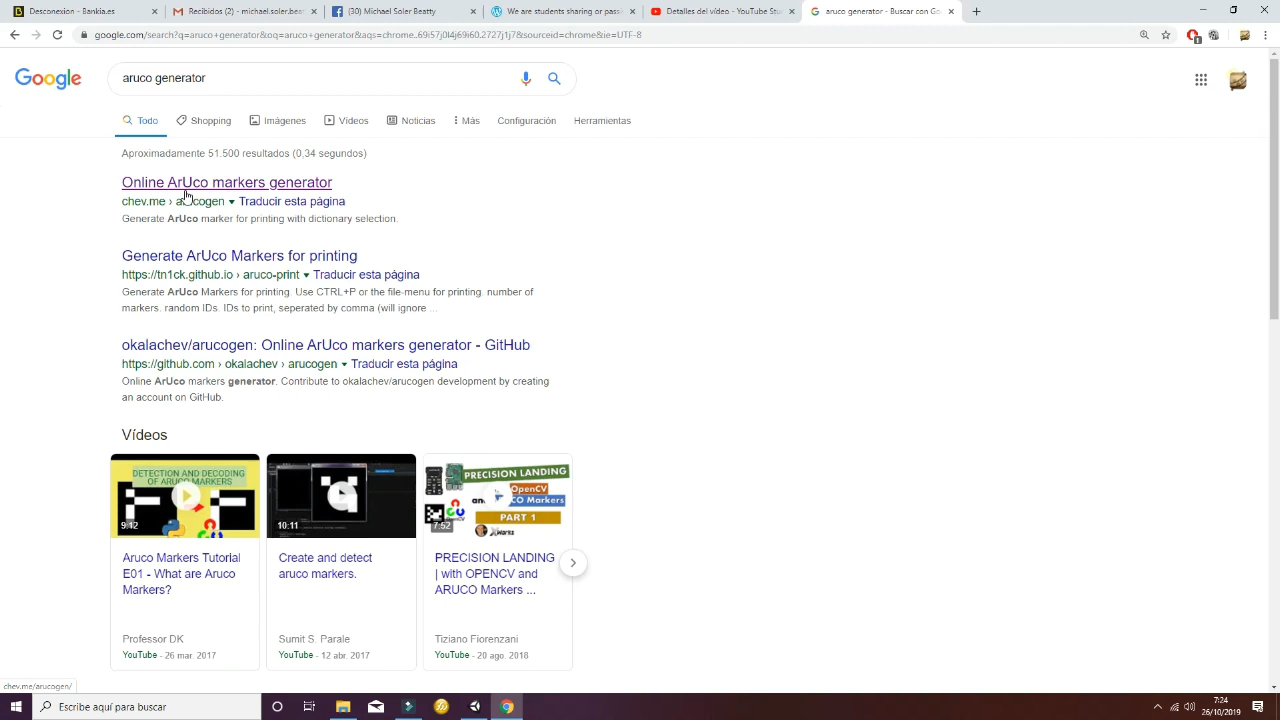 Desconexion - Bankia.es
Recibidos (2) - michael.soler.bea
(30) Michael Soler Beatty
We are students sharing or pass
Detalles del vídeo - YouTube Stu
aruco generator - Buscar con Go
google.com/search?q=aruco+generator&oq=aruco+generator&aqs=chrome..69i57j0l4j69i60.2727j1j7&sourceid=chrome&ie=UTF-8
Google
aruco generator
Todo
Shopping
Imágenes
Vídeos
Noticias
Más
Configuración
Herramientas
Aproximadamente 51.500 resultados (0,34 segundos)
Online ArUco markers generator
chev.me › arucogen ▾ Traducir esta página
Generate ArUco marker for printing with dictionary selection.
Generate ArUco Markers for printing
https://tn1ck.github.io › aruco-print ▾ Traducir esta página
Generate ArUco Markers for printing. Use CTRL+P or the file-menu for printing. number of
markers. random IDs. IDs to print, seperated by comma (will ignore ...
okalachev/arucogen: Online ArUco markers generator - GitHub
https://github.com › okalachev › arucogen ▾ Traducir esta página
Online ArUco markers generator. Contribute to okalachev/arucogen development by creating
an account on GitHub.
Vídeos
DETECTION AND DECODING
OF ARUCO MARKERS
9:12
10:11
PRECISION LANDING
OpenCV
CO Markers
PART 1
7:52
Aruco Markers Tutorial
E01 - What are Aruco
Markers?
Professor DK
YouTube - 26 mar. 2017
Create and detect
aruco markers.
Sumit S. Parale
YouTube - 12 abr. 2017
PRECISION LANDING
| with OPENCV and
ARUCO Markers ...
Tiziano Fiorenzani
YouTube - 20 ago. 2018
chev.me/arucogen/
Escribe aquí para buscar
7:24
26/10/2019